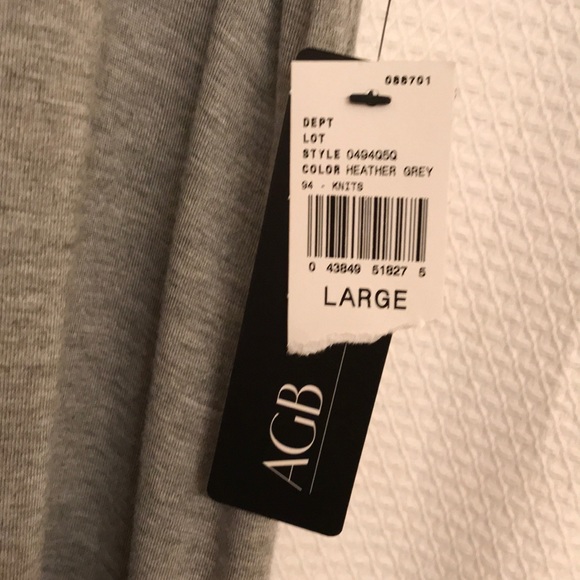 088701
DEPT
LOT
STYLE 0494Q5Q
COLOR HEATHER GREY
94 - KNITS
0 43849 51827 5
LARGE
AGB